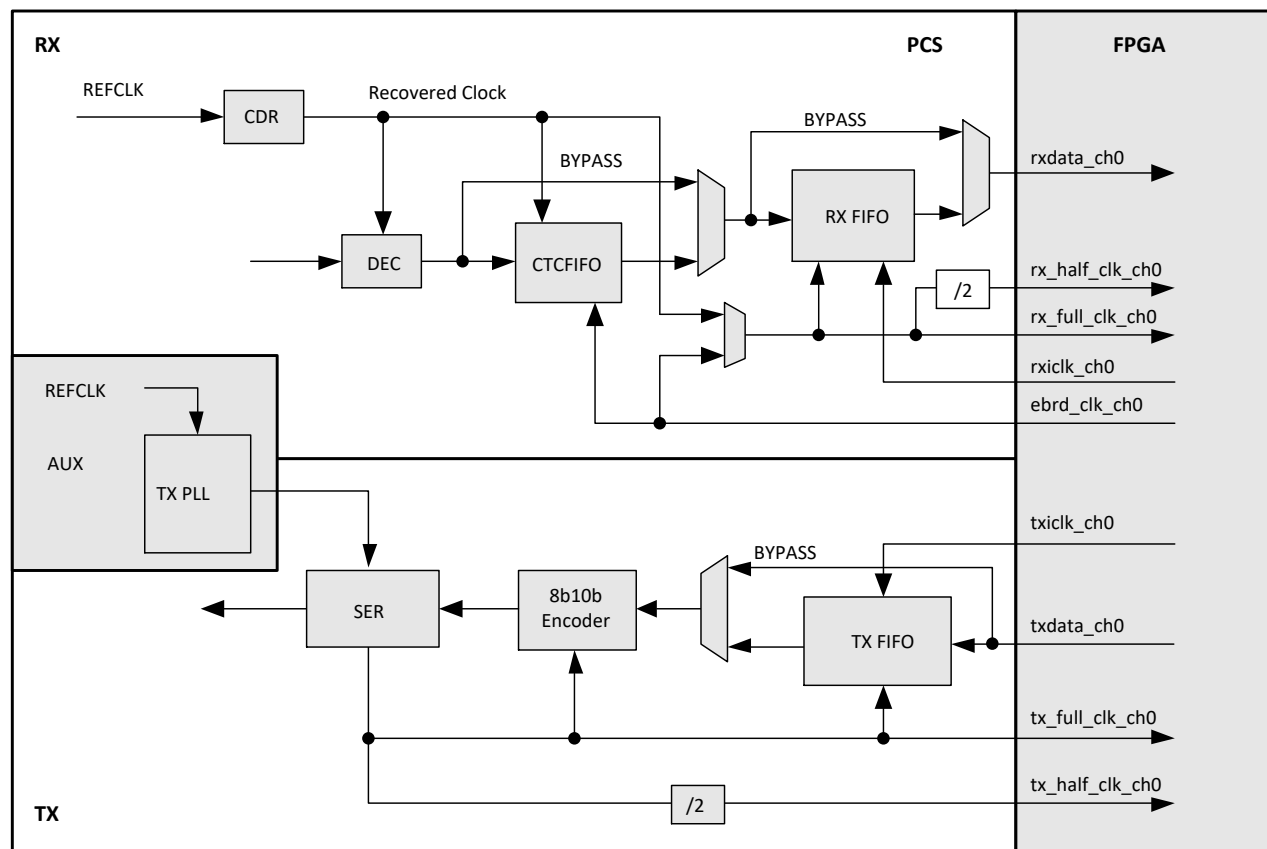 RX
PCS
FPGA
REFCLK
CDR
Recovered Clock
BYPASS
BYPASS
rxdata_ch0
RX FIFO
DEC
CTCFIFO
/2
rx_half_clk_ch0
rx_full_clk_ch0
rxiclk_ch0
ebrd_clk_ch0
REFCLK
AUX
TX PLL
txiclk_ch0
BYPASS
SER
8b10b
Encoder
TX FIFO
txdata_ch0
tx_full_clk_ch0
/2
tx_half_clk_ch0
TX